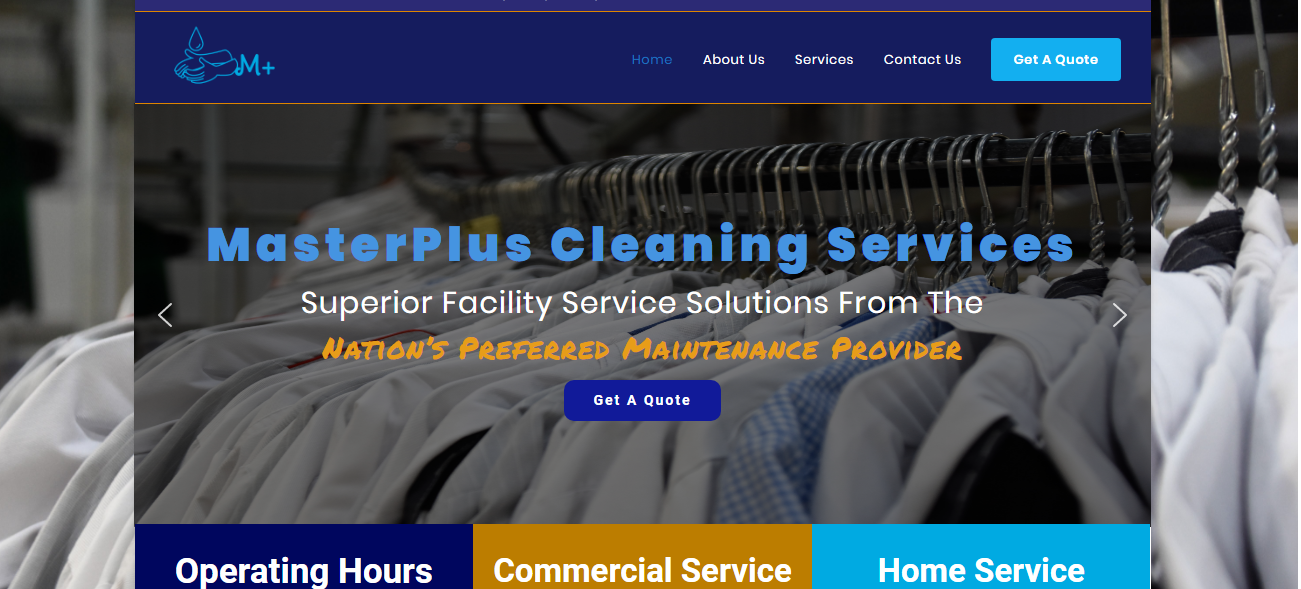 M+
Home
About Us
Services
Contact Us
Get A Quote
MasterPlus Cleaning Services
Superior Facility Service Solutions From The
Nation's Preferred Maintenance Provider
Get A Quote
Operating Hours
Commercial Service
Home Service